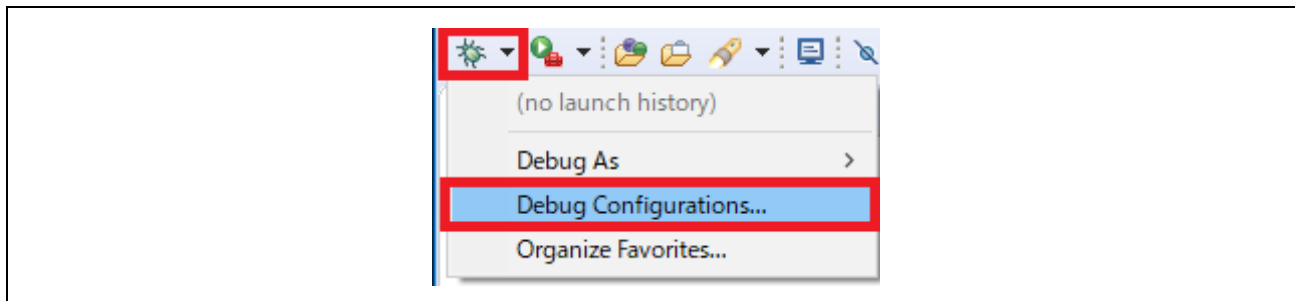 (no launch history)
Debug As
Debug Configurations...
Organize Favorites...